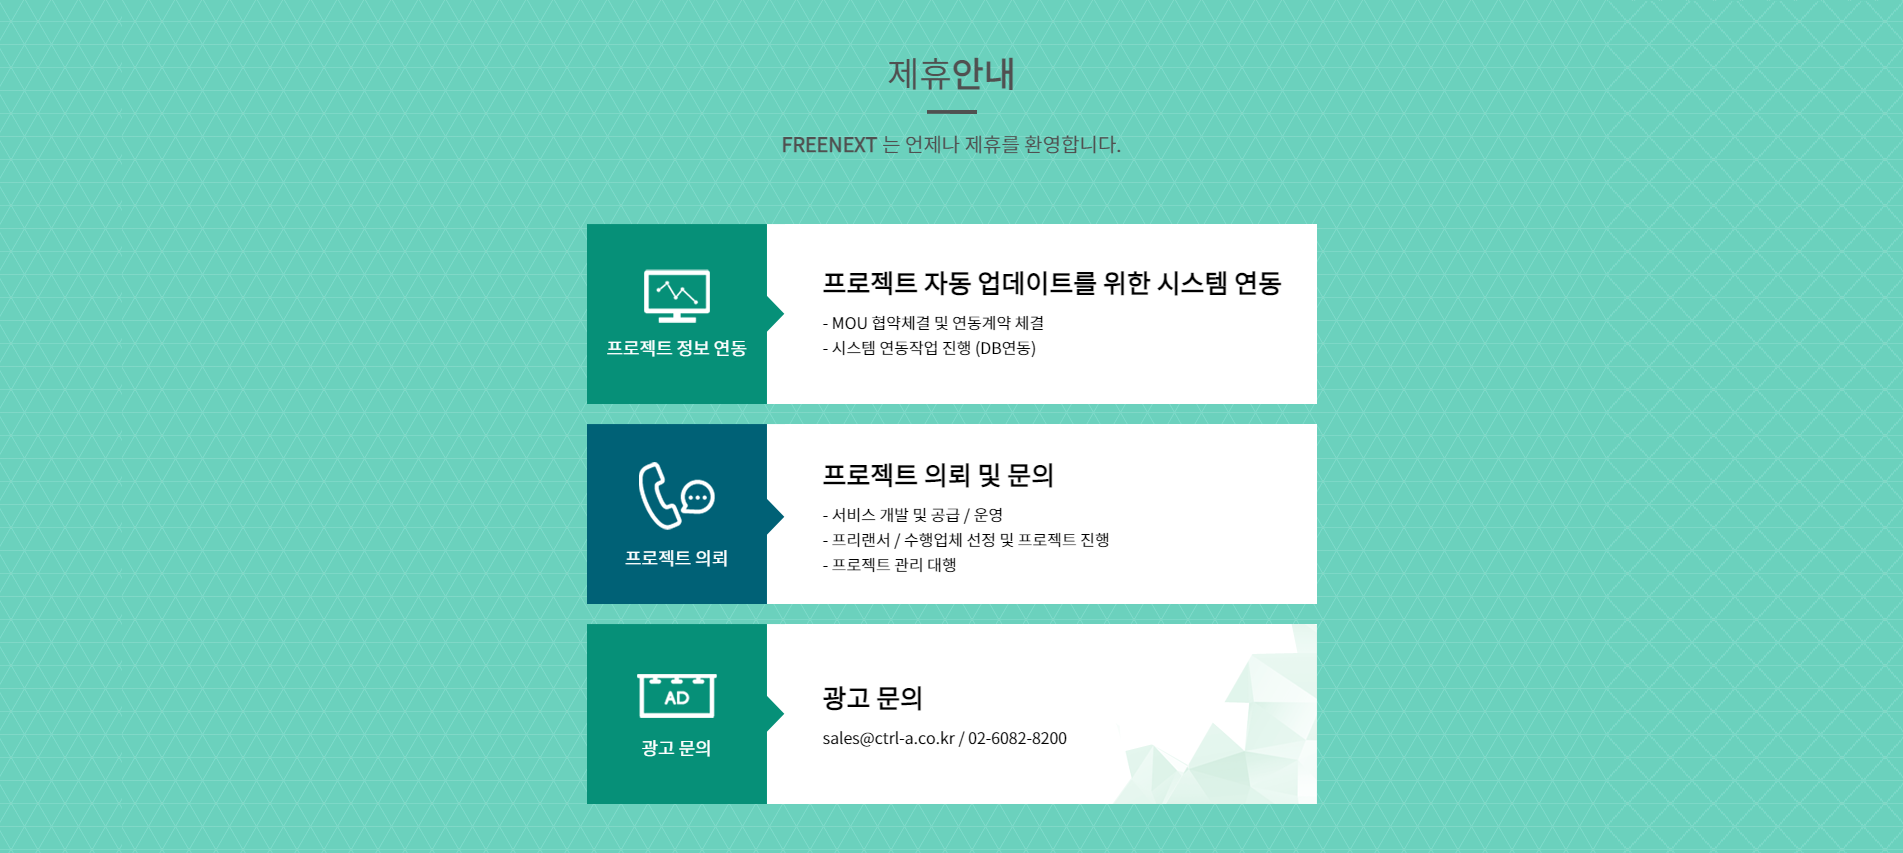 제휴안내
FREENEXT 는 언제나 제휴를 환영합니다.
프로젝트 정보 연동
프로젝트 자동 업데이트를 위한 시스템 연동
- MOU 협약체결 및 연동계약 체결
- 시스템 연동작업 진행 (DB연동)
프로젝트 의뢰
프로젝트 의뢰 및 문의
- 서비스 개발 및 공급 / 운영
- 프리랜서 / 수행업체 선정 및 프로젝트 진행
- 프로젝트 관리 대행
AD
광고 문의
광고 문의
sales@ctrl-a.co.kr / 02-6082-8200